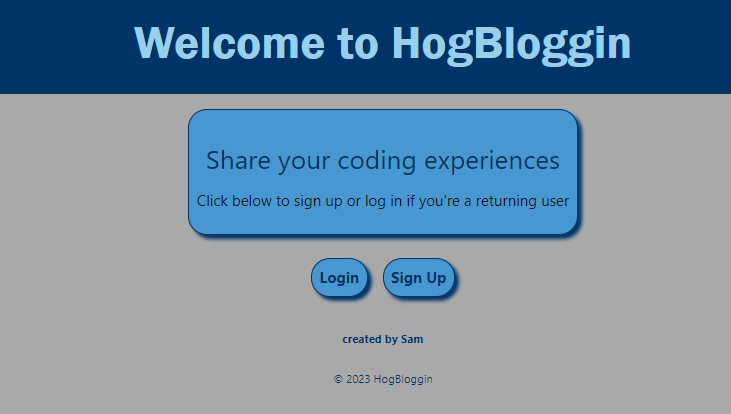 Welcome to HogBloggin
Share your coding experiences
Click below to sign up or log in if you're a returning user
Login
Sign Up
created by Sam
© 2023 HogBloggin